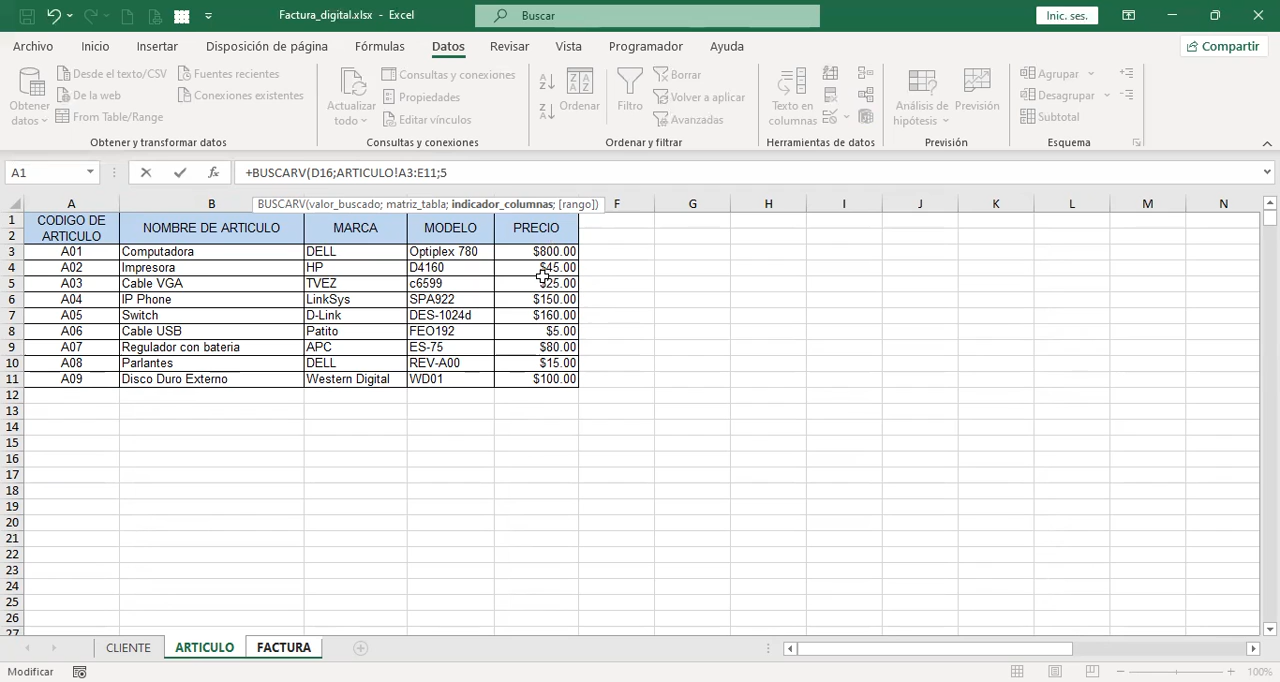 Factura_digital.xlsx - Excel
Buscar
Inic. ses.
Archivo Inicio Insertar Disposición de página Fórmulas Datos Revisar Vista Programador Ayuda
Compartir
Obtener datos
Desde el texto/CSV
De la web
From Table/Range
Fuentes recientes
Conexiones existentes
Obtener y transformar datos
Actualizar todo
Consultas y conexiones
Propiedades
Editar vínculos
Consultas y conexiones
Ordenar
Filtro
Borrar
Volver a aplicar
Avanzadas
Ordenar y filtrar
Texto en columnas
Herramientas de datos
Análisis de hipótesis
Previsión
Previsión
Agrupar
Desagrupar
Subtotal
Esquema
A1
+BUSCARV(D16;ARTICULO!A3:E11;5
BUSCARV(valor_buscado; matriz_tabla; indicador_columnas; [rango])
A B F G H I J K L M N
1 CODIGO DE
2 ARTICULO NOMBRE DE ARTICULO MARCA MODELO PRECIO
3 A01 Computadora DELL Optiplex 780 $800.00
4 A02 Impresora HP D4160 $45.00
5 A03 Cable VGA TVEZ c6599 $25.00
6 A04 IP Phone LinkSys SPA922 $150.00
7 A05 Switch D-Link DES-1024d $160.00
8 A06 Cable USB Patito FEO192 $5.00
9 A07 Regulador con bateria APC ES-75 $80.00
10 A08 Parlantes DELL REV-A00 $15.00
11 A09 Disco Duro Externo Western Digital WD01 $100.00
12
13
14
15
16
17
18
19
20
21
22
23
24
25
26
27
CLIENTE ARTICULO FACTURA
Modificar
100%